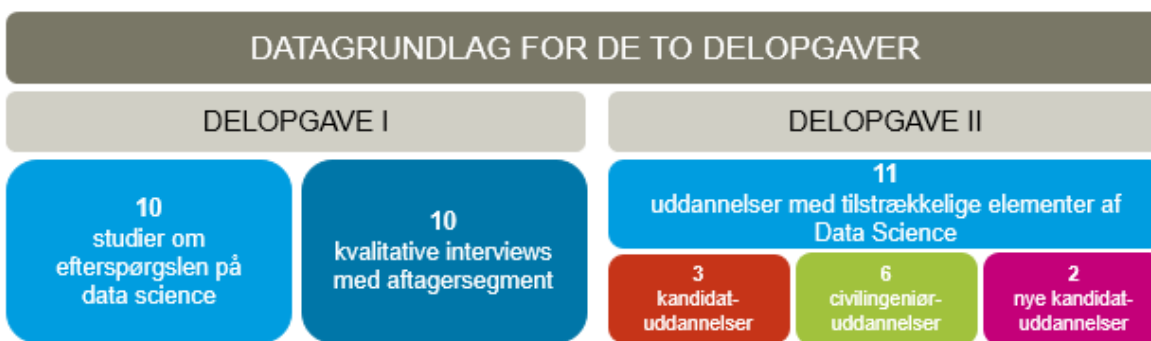 DATAGRUNDLAG FOR DE TO DELOPGAVER
DELOPGAVE I
10
studier om
efterspørgslen på
data science
10
kvalitative interviews
med aftagersegment
DELOPGAVE II
11
uddannelser med tilstrækkelige elementer af
Data Science
3
kandidat-
uddannelser
6
civilingeniør-
uddannelser
2
nye kandidat-
uddannelser